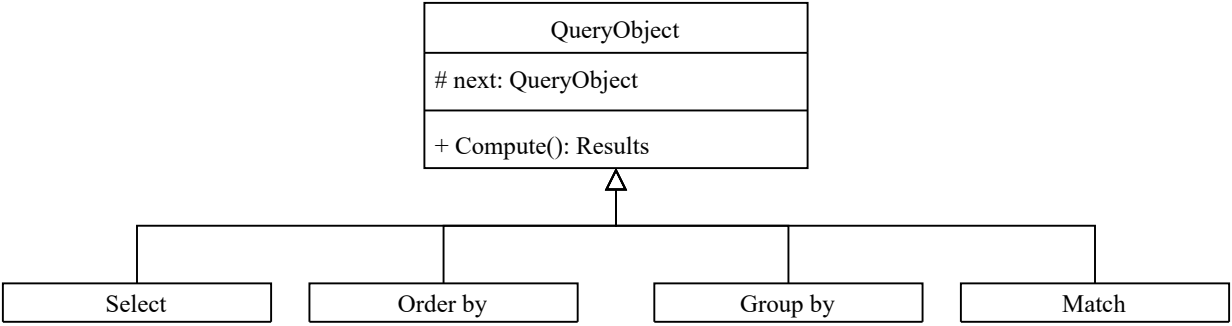 QueryObject
# next: QueryObject
+ Compute(): Results
Select
Order by
Group by
Match